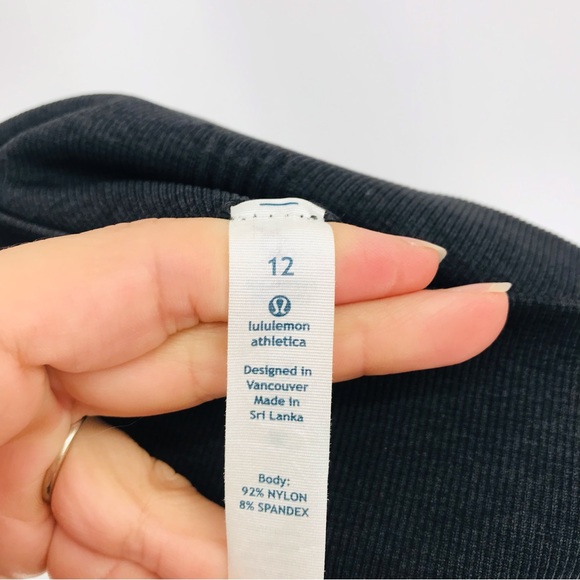 12
lululemon
athletica
Designed in
Vancouver
Made in
Sri Lanka
Body:
92% NYLON
8% SPANDEX